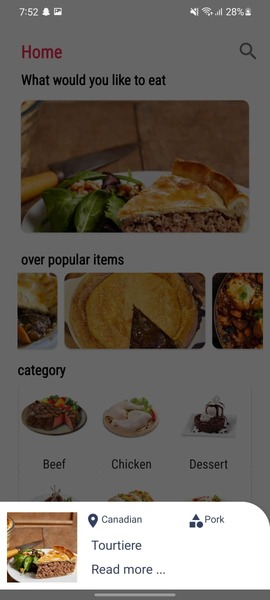 7:52 28%
Home
What would you like to eat
over popular items
category
Beef Chicken Dessert
Canadian Pork
Tourtiere
Read more ...